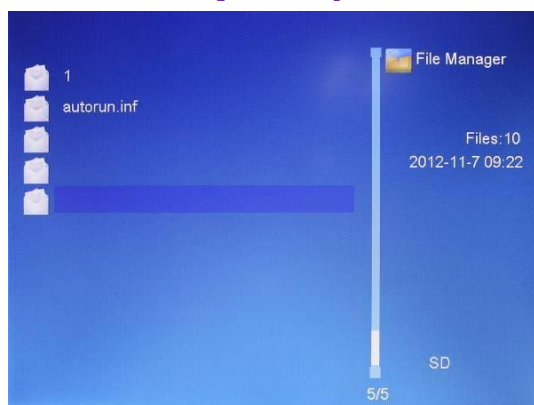 1
autorun.inf
File Manager
Files:10
2012-11-7 09:22
SD
5/5